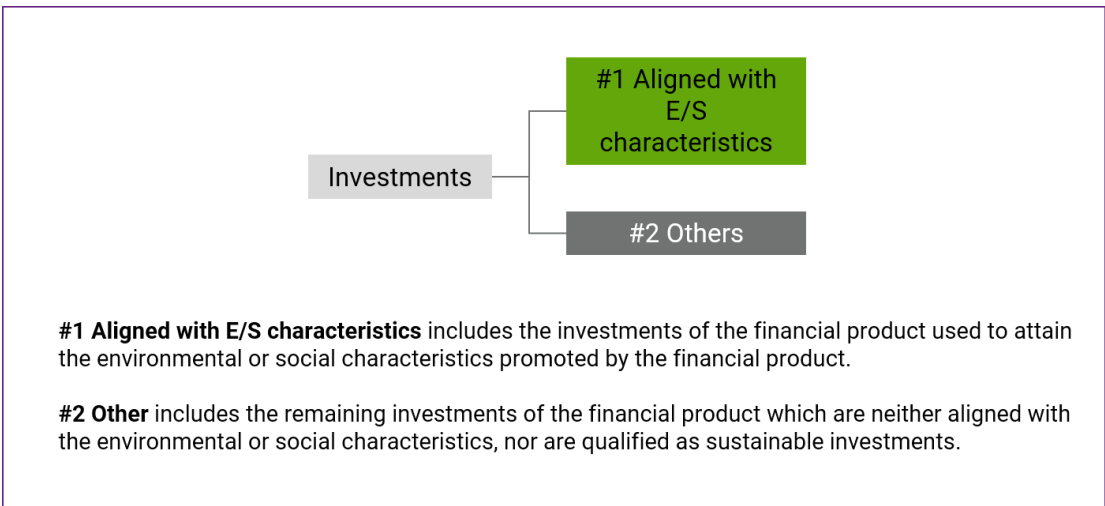 #1 Aligned with
E/S
characteristics
Investments
#2 Others
#1 Aligned with E/S characteristics includes the investments of the financial product used to attain
the environmental or social characteristics promoted by the financial product.
#2 Other includes the remaining investments of the financial product which are neither aligned with
the environmental or social characteristics, nor are qualified as sustainable investments.